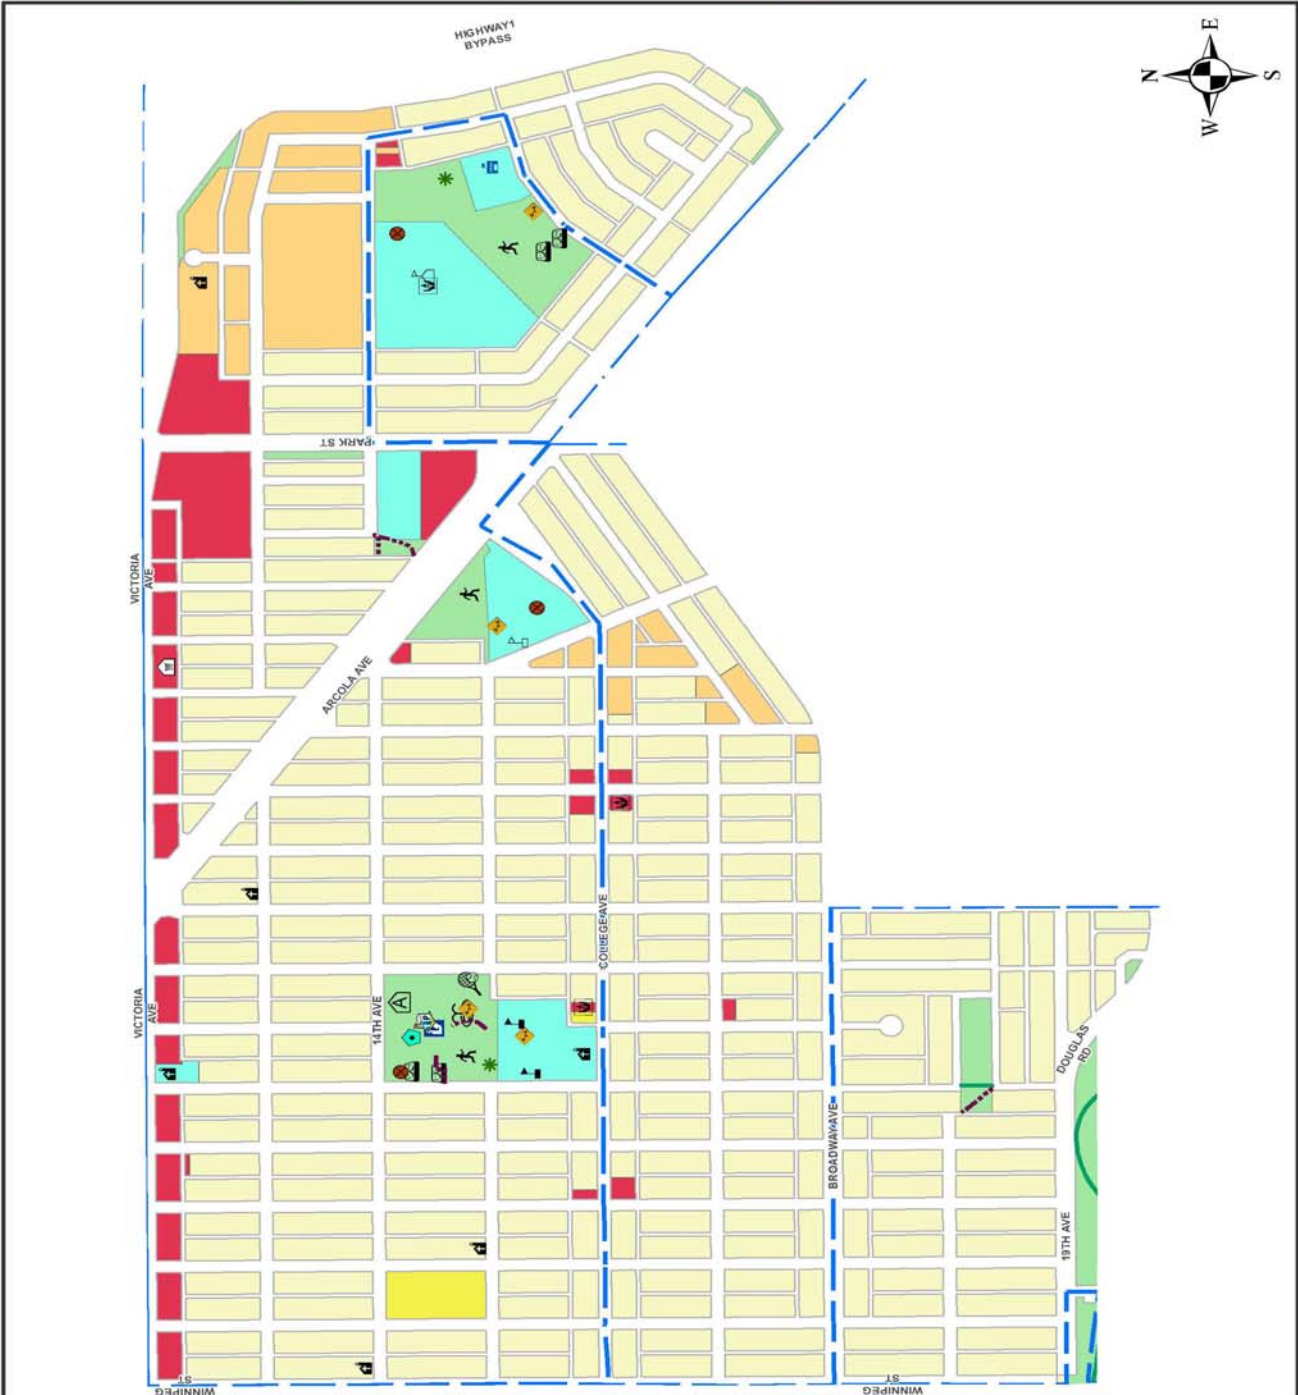 HIGHWAY1
BYPASS
E
N
S
W
PARK ST
VICTORIA
AVE
ARCOLA AVE
COLLEGE AVE
VICTORIA
AVE
14TH AVE
A
DOUGLAS
RD
BROADWAY AVE
19TH AVE
WINNIPEG
ST
WINNIPEG
ST